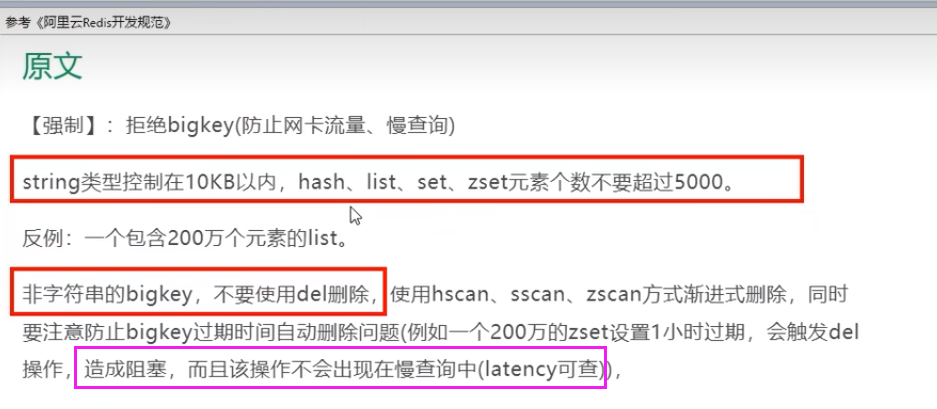 参考《阿里云Redis开发规范》
原文
【强制】：拒绝bigkey(防止网卡流量、慢查询)
string类型控制在10KB以内，hash、list、set、zset元素个数不要超过5000。
反例：一个包含200万个元素的list。
非字符串的bigkey，不要使用del删除，使用hscan、sscan、zscan方式渐进式删除，同时
要注意防止bigkey过期时间自动删除问题(例如一个200万的zset设置1小时过期，会触发del
操作，造成阻塞，而且该操作不会出现在慢查询中(latency可查))，